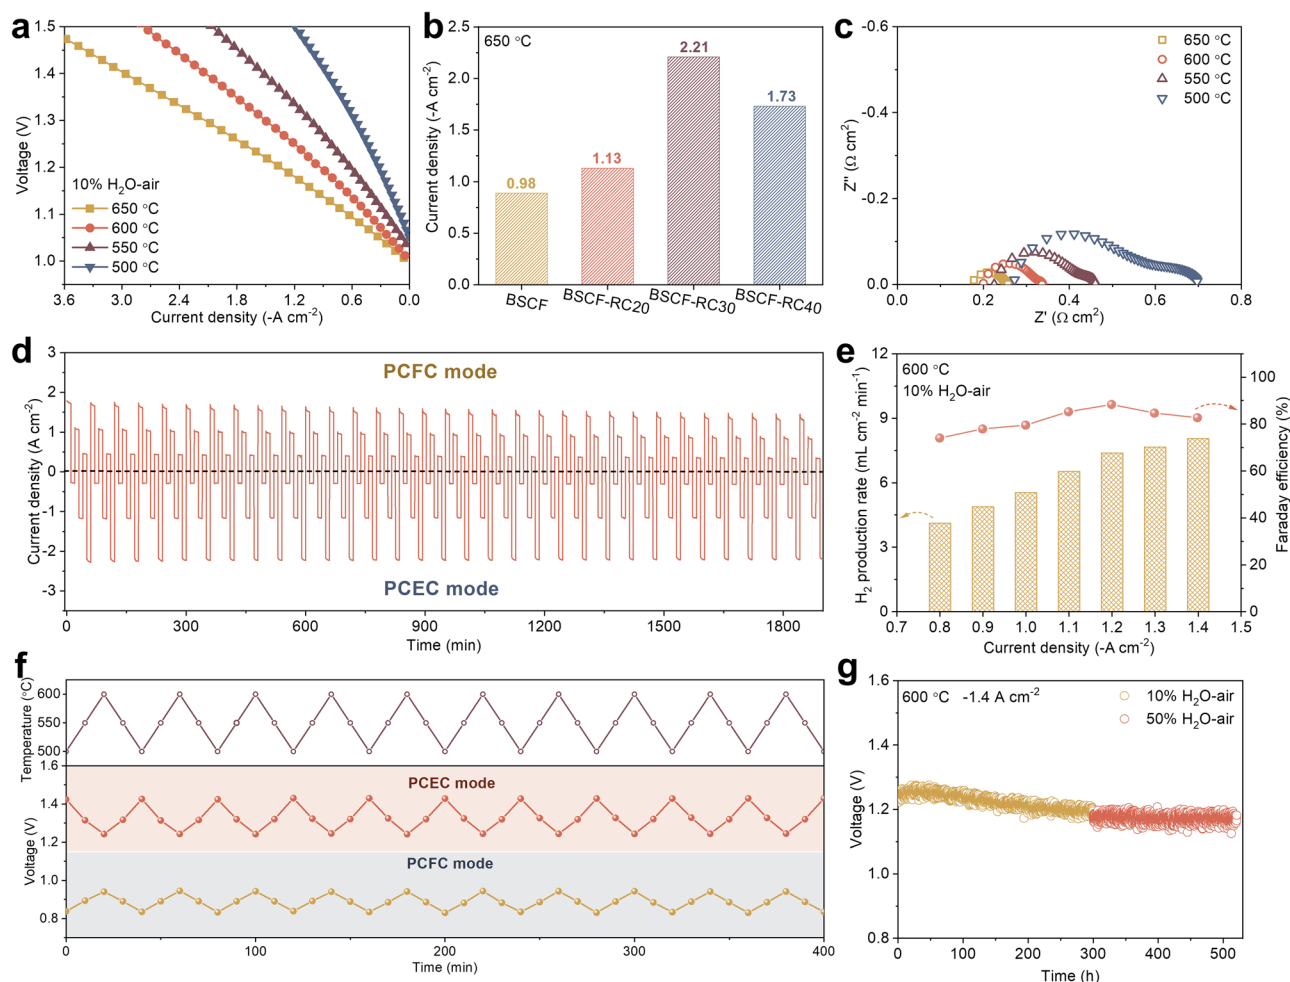 a
1.5
1.4
1.3
1.2
1.1
1.0
Voltage (V)
10% H₂O-air
650 °C
600 °C
550 °C
500 °C
3.6 3.0 2.4 1.8 1.2 0.6 0.0
Current density (-A cm⁻²)
b
650 °C
3.0
2.5
2.0
1.5
1.0
0.5
0.0
Current density (-A cm⁻²)
0.98
1.13
2.21
1.73
BSCF BSCF-RC20 BSCF-RC30 BSCF-RC40
c
-0.6
-0.4
-0.2
0.0
Z" (Ω cm²)
650 °C
600 °C
550 °C
500 °C
0.0 0.2 0.4 0.6 0.8
Z' (Ω cm²)
d
3
2
1
0
-1
-2
-3
Current density (A cm⁻²)
PCFC mode
PCEC mode
0 300 600 900 1200 1500 1800
Time (min)
e
600 °C
10% H₂O-air
12
9
6
3
0
H₂ production rate (mL cm⁻² min⁻¹)
100
80
60
40
20
0
Faraday efficiency (%)
0.7 0.8 0.9 1.0 1.1 1.2 1.3 1.4 1.5
Current density (-A cm⁻²)
f
600
550
500
Temperature (°C)
1.6
1.4
1.2
1.0
0.8
Voltage (V)
PCEC mode
PCFC mode
0 100 200 300 400
Time (min)
g
600 °C -1.4 A cm⁻²
10% H₂O-air
50% H₂O-air
1.6
1.4
1.2
1.0
0.8
Voltage (V)
0 100 200 300 400 500
Time (h)